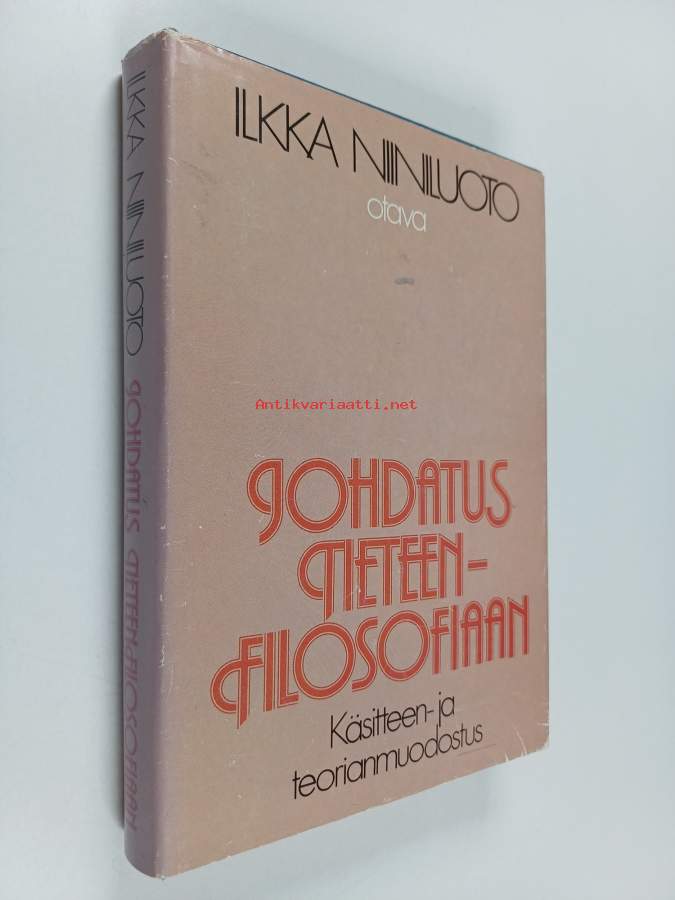 ILKKA NIINILUOTO
otava
JOHDATUS
TIETEEN-
FILOSOFIAAN
Käsitteen- ja
teorianmuodostus
ILKKA NIINILUOTO JOHDATUS TIETEENFILOSOFIAAN
Antikvariaatti.net